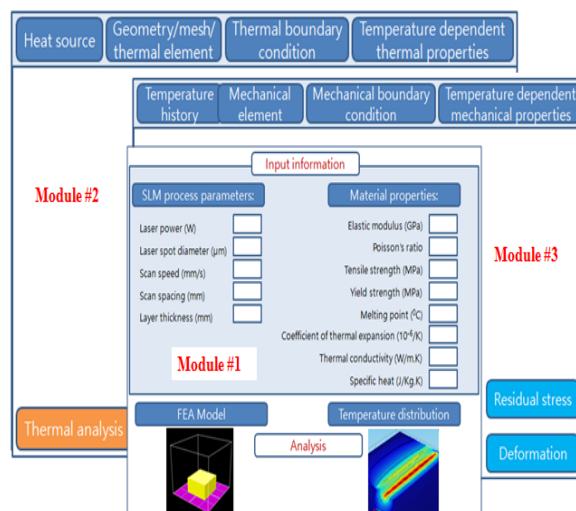 Heat source
Geometry/mesh/
thermal element
Thermal boundary
condition
Temperature dependent
thermal properties
Temperature
history
Mechanical
element
Mechanical boundary
condition
Temperature dependent
mechanical properties
Module #2
Input information
SLM process parameters:
Laser power (W)
Laser spot diameter (µm)
Scan speed (mm/s)
Scan spacing (mm)
Layer thickness (mm)
Module #1
Material properties:
Elastic modulus (GPa)
Poisson's ratio
Tensile strength (MPa)
Yield strength (MPa)
Melting point (⁰C)
Coefficient of thermal expansion (10⁻⁶/K)
Thermal conductivity (W/m.K)
Specific heat (J/Kg.K)
Module #3
Thermal analysis
FEA Model
Temperature distribution
Analysis
Residual stress
Deformation